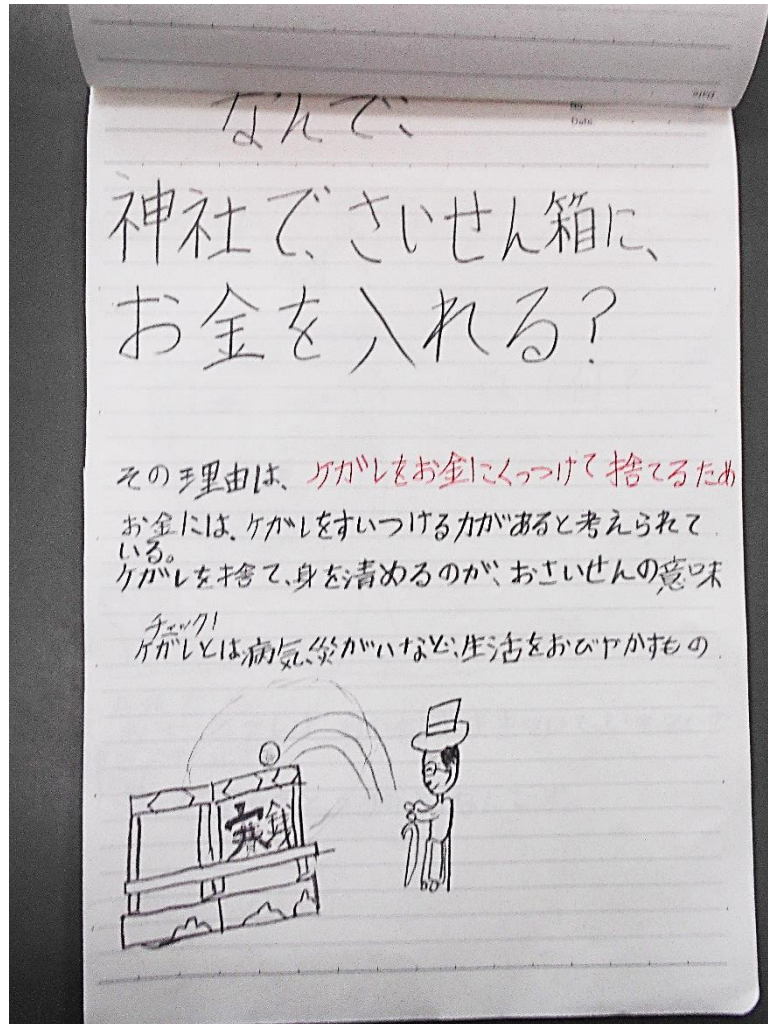 Date
なんで、
神社で、さいせん箱に、
お金を入れる?
その理由は、ケガレをお金にくっつけて捨てるため
お金には、ケガレをすいつける力があると考えられて
いる。
ケガレを捨て、身を清めるのが、おさいせんの意味
チェック!
ケガレとは病気、災がいなど、生活をおびやかすもの
賽銭